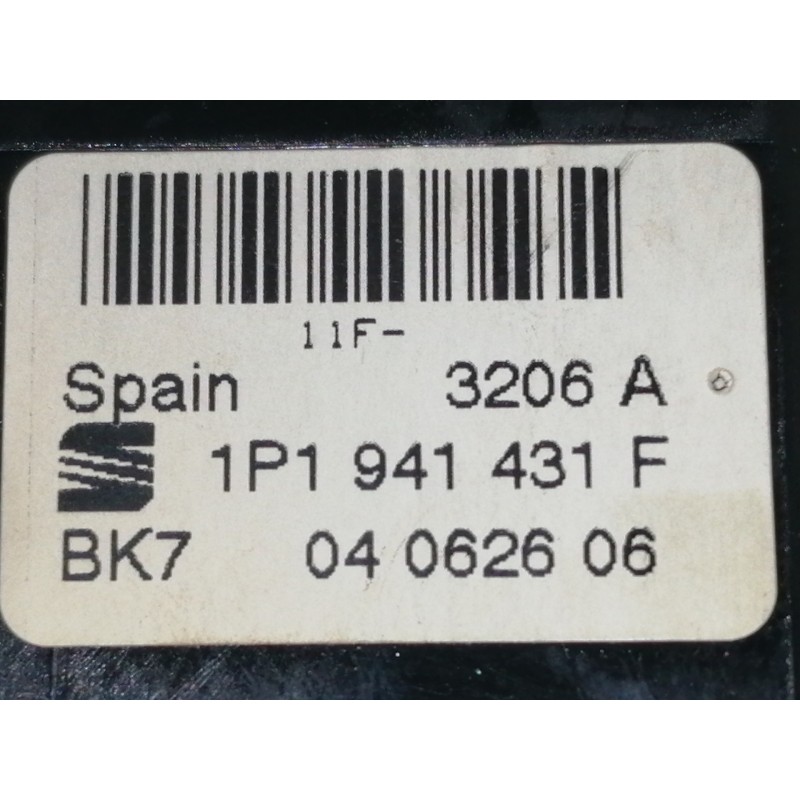 11F-
Spain 3206 A
1P1 941 431 F
BK7 04 0626 06